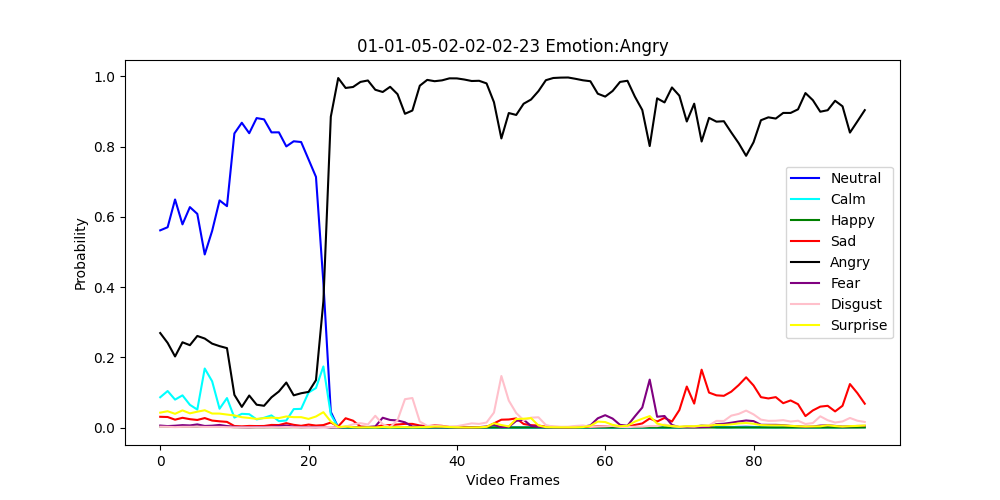 01-01-05-02-02-02-23 Emotion:Angry
Probability
1.0
0.8
0.6
0.4
0.2
0.0
Neutral
Calm
Happy
Sad
Angry
Fear
Disgust
Surprise
0 20 40 60 80
Video Frames